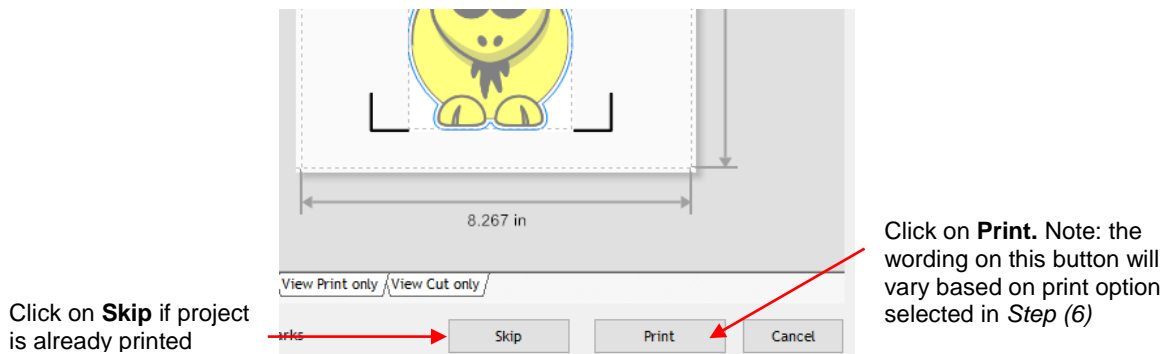 8.267 in
Click on Print. Note: the
wording on this button will
vary based on print option
selected in Step (6)
View Print only View Cut only
Click on Skip if project
is already printed
Skip Print Cancel